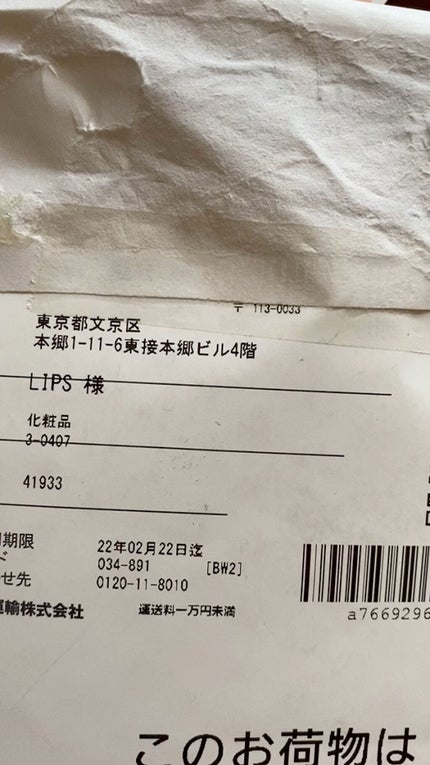 〒 113-0033
東京都文京区
本郷1-11-6東接本郷ビル4階
LIPS 様
化粧品
3-0407
41933
期限 22年02月22日迄
ド 034-891 [BW2]
せ先 0120-11-8010
運輸株式会社 運送料一万円未満
a7669296
このお荷物は